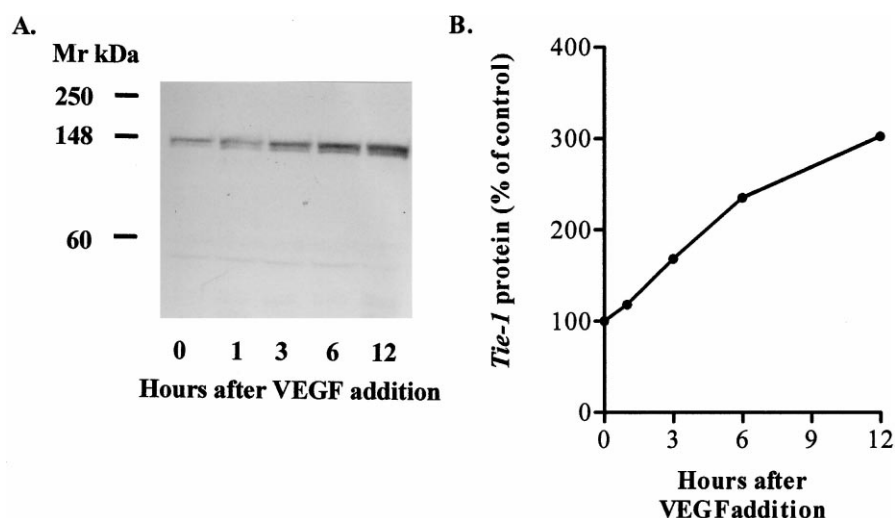 A.
Mr kDa
250
148
60
0 1 3 6 12
Hours after VEGF addition
B.
Tie-1 protein (% of control)
400
300
200
100
0
0 3 6 9 12
Hours after
VEGFaddition